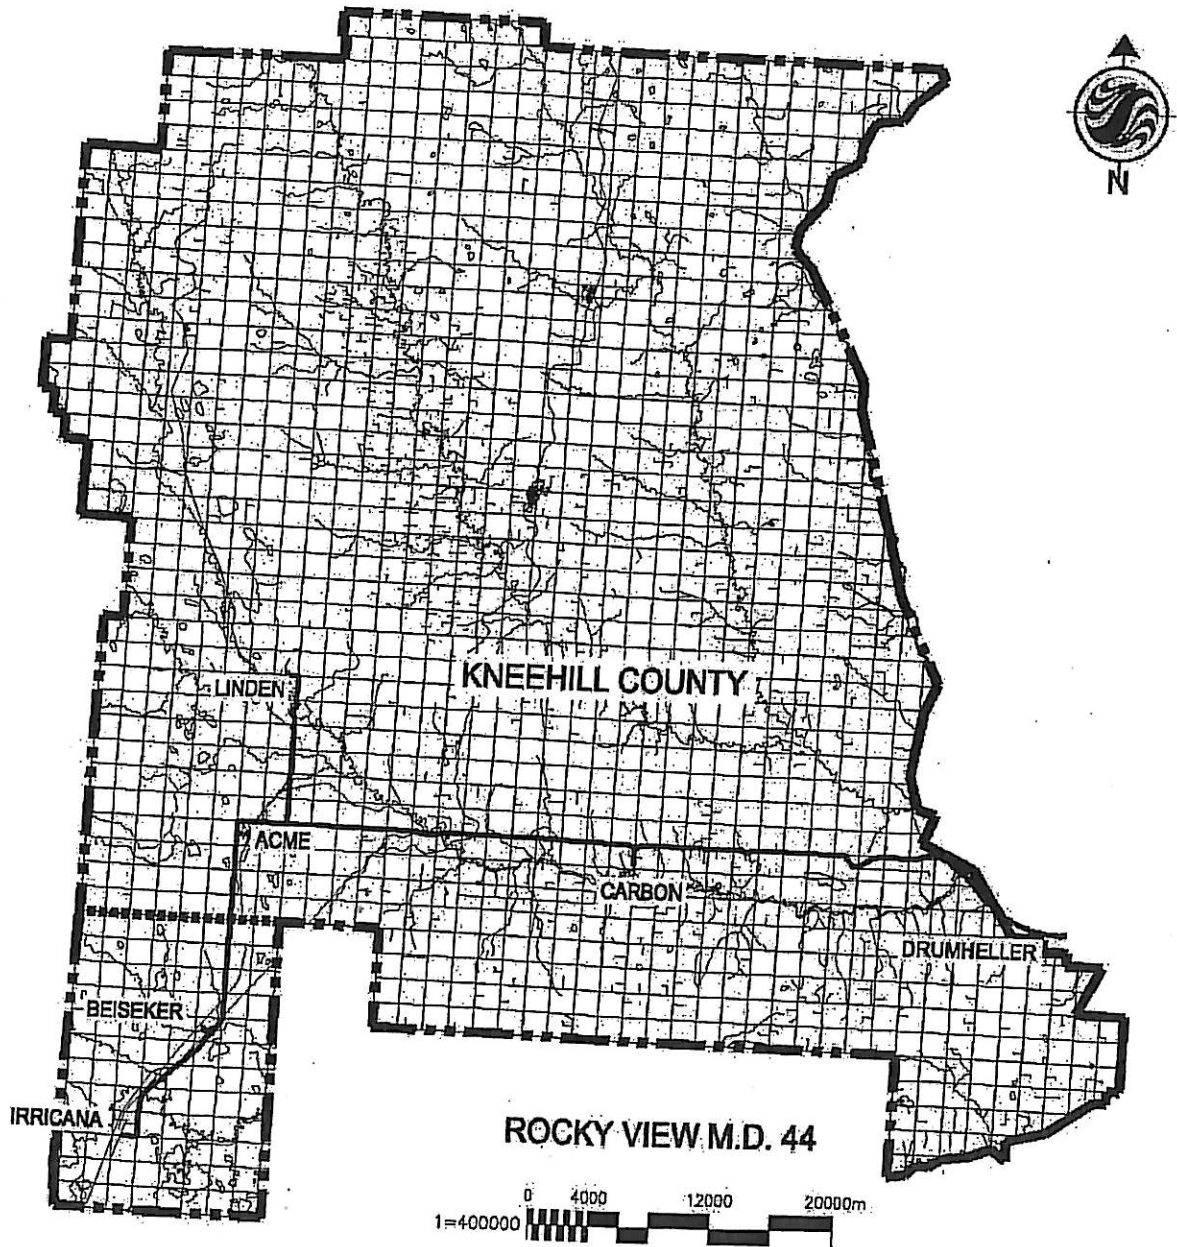 N
KNEEHILL COUNTY
LINDEN
ACME
CARBON
DRUMHELLER
BEISEKER
IRRICANA
ROCKY VIEW M.D. 44
0 4000 12000 20000m
1=400000